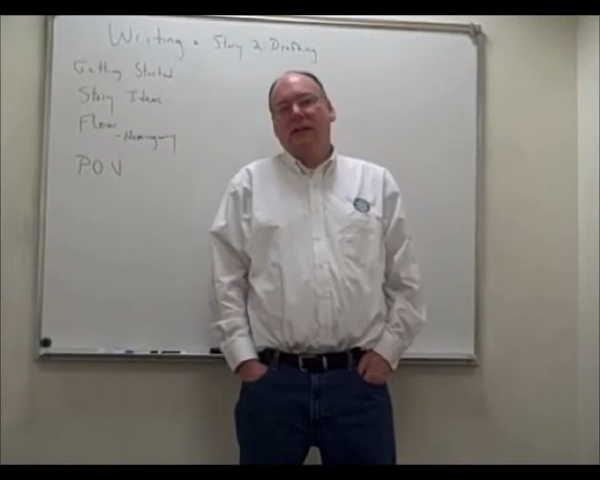 Writing a Story 2: Drafting
Getting Started
Story Ideas
Flow
POV